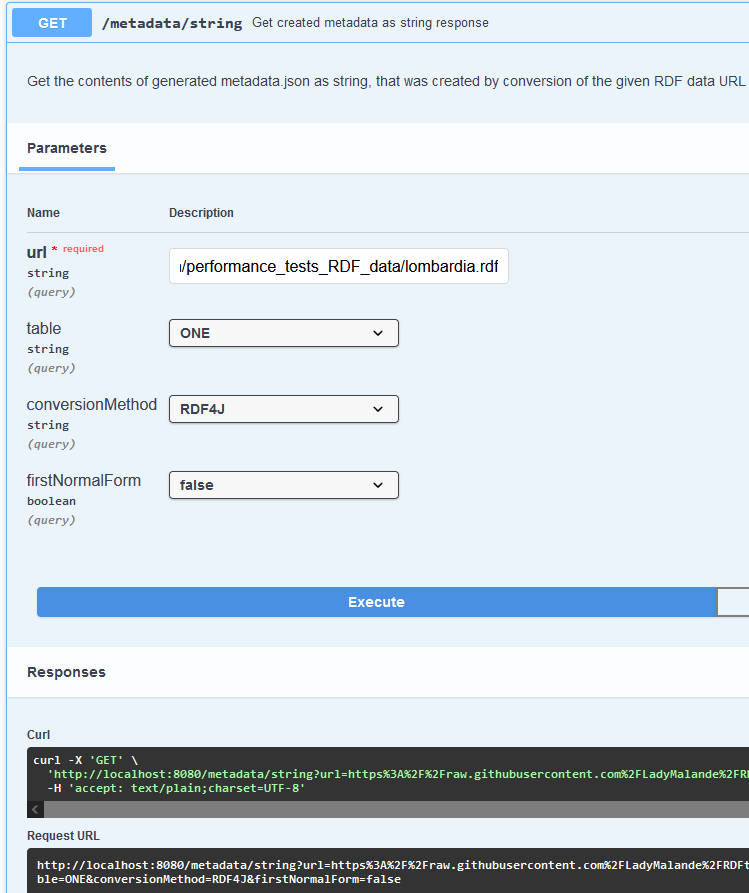 GET /metadata/string Get created metadata as string response
Get the contents of generated metadata.json as string, that was created by conversion of the given RDF data URL
Parameters
Name Description
url * required
string
(query)
/performance_tests_RDF_data/lombardia.rdf
table
string
(query)
ONE
conversionMethod
string
(query)
RDF4J
firstNormalForm
boolean
(query)
false
Execute
Responses
Curl
curl -X 'GET' \
'http://localhost:8080/metadata/string?url=https%3A%2F%2Fraw.githubusercontent.com%2FLadyMalande%2FRD
-H 'accept: text/plain;charset=UTF-8'
Request URL
http://localhost:8080/metadata/string?url=https%3A%2F%2Fraw.githubusercontent.com%2FLadyMalande%2FRDFt
ble=ONE&conversionMethod=RDF4J&firstNormalForm=false